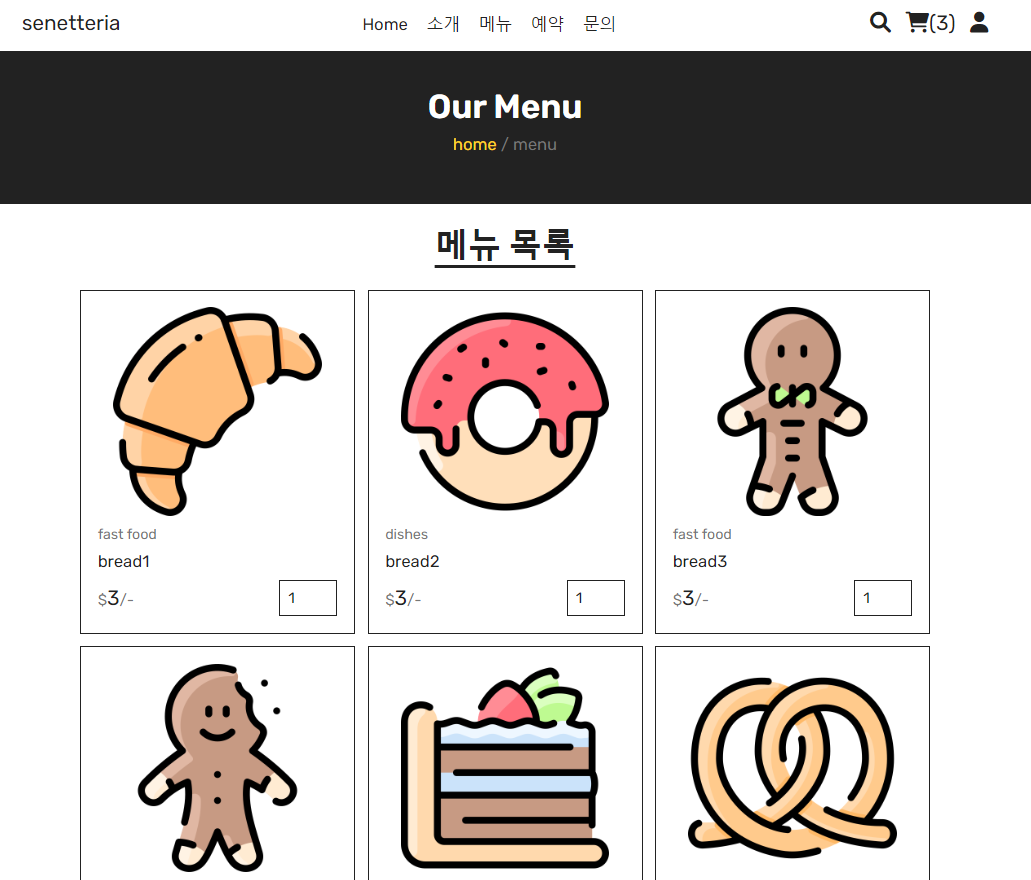 senetteria Home 소개 메뉴 예약 문의 (3)
Our Menu
home / menu
메뉴 목록
fast food dishes fast food
bread1 bread2 bread3
$3/- 1 $3/- 1 $3/- 1